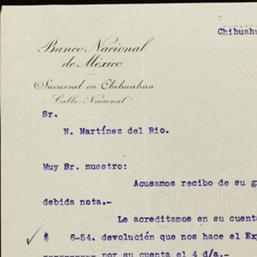 Chihuahu
Banco Nacional
de México
Sucursal en Chihuahua
"Cable: Nacional"
Sr.
N. Martínez del Rio.
Muy Sr. nuestro:
Acusamos recibo de su g
debida nota.-
Le acreditamos en su cuent
$ 6-54. devolución que nos hace el Ex
por su cuenta el 4 d/a.-